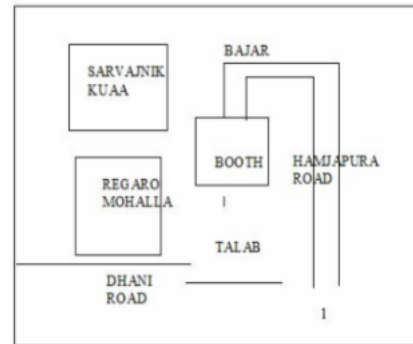 BAJAR
SARVAJNIK
KUAA
BOOTH
HAMJAPURA
ROAD
REGARO
MOHALLA
TALAB
DHANI
ROAD
1